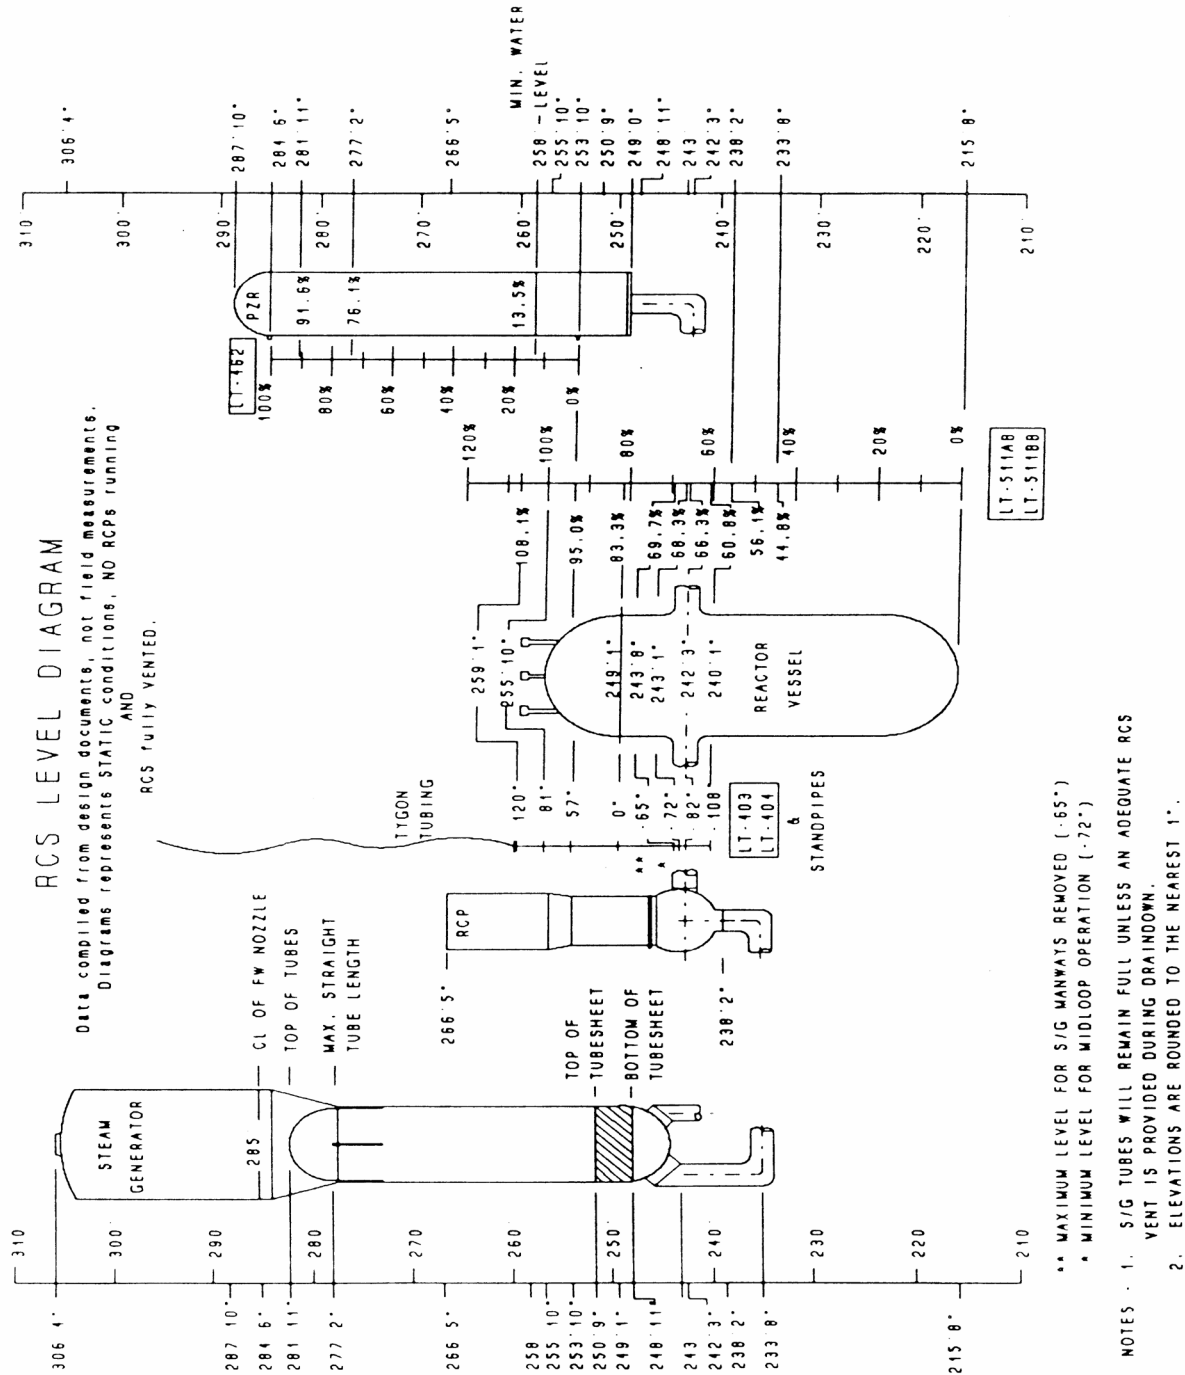 RCS LEVEL DIAGRAM
Data compiled from design documents, not field measurements.
Diagrams represents STATIC conditions, NO RCPs running
AND
RCS fully VENTED.
310
300
290
280
270
260
250
240
230
220
210
306' 4"
287' 10"
284' 6"
281' 11"
277' 2"
266' 5"
258'
255' 10"
253' 10"
250' 9"
249' 1"
248' 11"
243'
242' 3"
238' 2"
233' 8"
215' 8"
STEAM
GENERATOR
285
CL OF FW NOZZLE
TOP OF TUBES
MAX. STRAIGHT
TUBE LENGTH
TOP OF
TUBESHEET
BOTTOM OF
TUBESHEET
RCP
266' 5"
238' 2"
TYGON
TUBING
120"
81"
57"
0"
**
-65"
*
-72"
-82"
-108
LT-403
LT-404
&
STANDPIPES
259' 1"
255' 10"
249' 1"
243' 8"
243' 1"
242' 3"
240' 1"
REACTOR
VESSEL
108.1%
95.0%
83.3%
69.7%
68.3%
66.3%
60.8%
56.1%
44.8%
120%
100%
80%
60%
40%
20%
0%
LT-511AB
LT-511BB
LT-462
100%
80%
60%
40%
20%
0%
PZR
91.6%
76.1%
13.5%
310'
300'
290'
280'
270'
260'
250'
240'
230'
220'
210'
306' 4"
287' 10"
284' 6"
281' 11"
277' 2"
266' 5"
MIN. WATER
258'-LEVEL
255' 10"
253' 10"
250' 9"
249' 0"
248' 11"
243'
242' 3"
238' 2"
233' 8"
215' 8"
** MAXIMUM LEVEL FOR S/G MANWAYS REMOVED (-65")
* MINIMUM LEVEL FOR MIDLOOP OPERATION (-72")
NOTES - 1. S/G TUBES WILL REMAIN FULL UNLESS AN ADEQUATE RCS
VENT IS PROVIDED DURING DRAINDOWN.
2. ELEVATIONS ARE ROUNDED TO THE NEAREST 1".